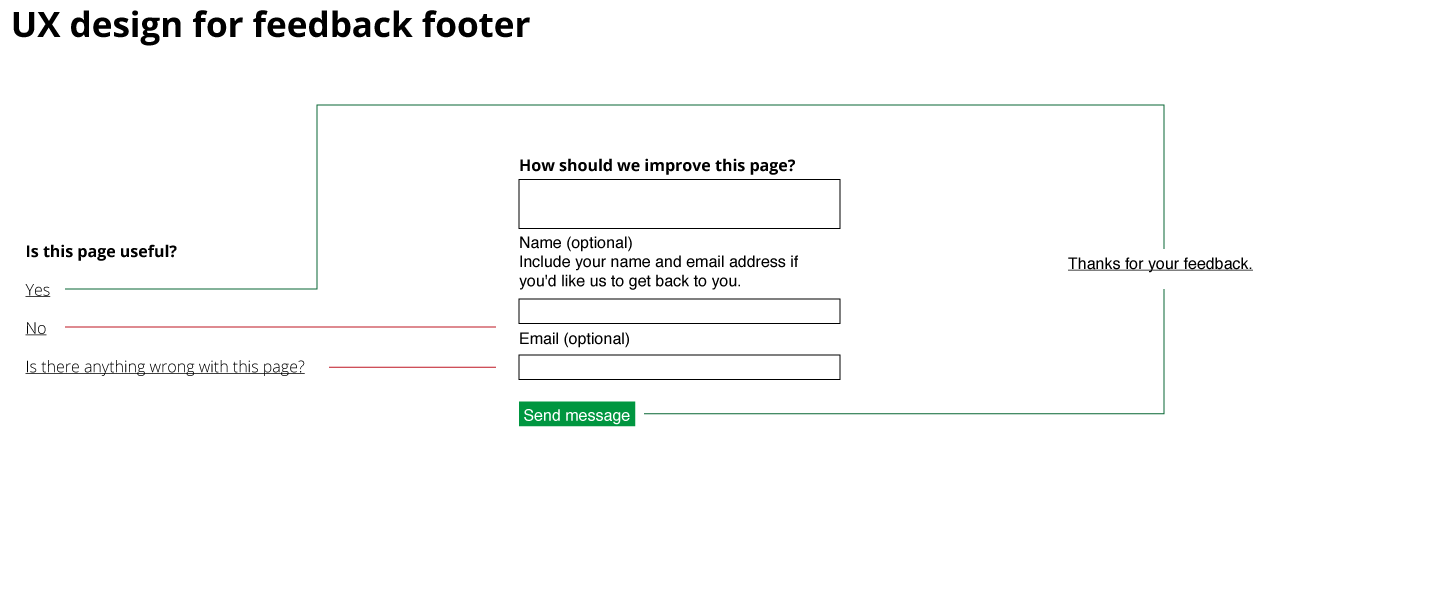 UX design for feedback footer
Is this page useful?
Yes
No
Is there anything wrong with this page?
How should we improve this page?
Name (optional)
Include your name and email address if
you'd like us to get back to you.
Email (optional)
Send message
Thanks for your feedback.